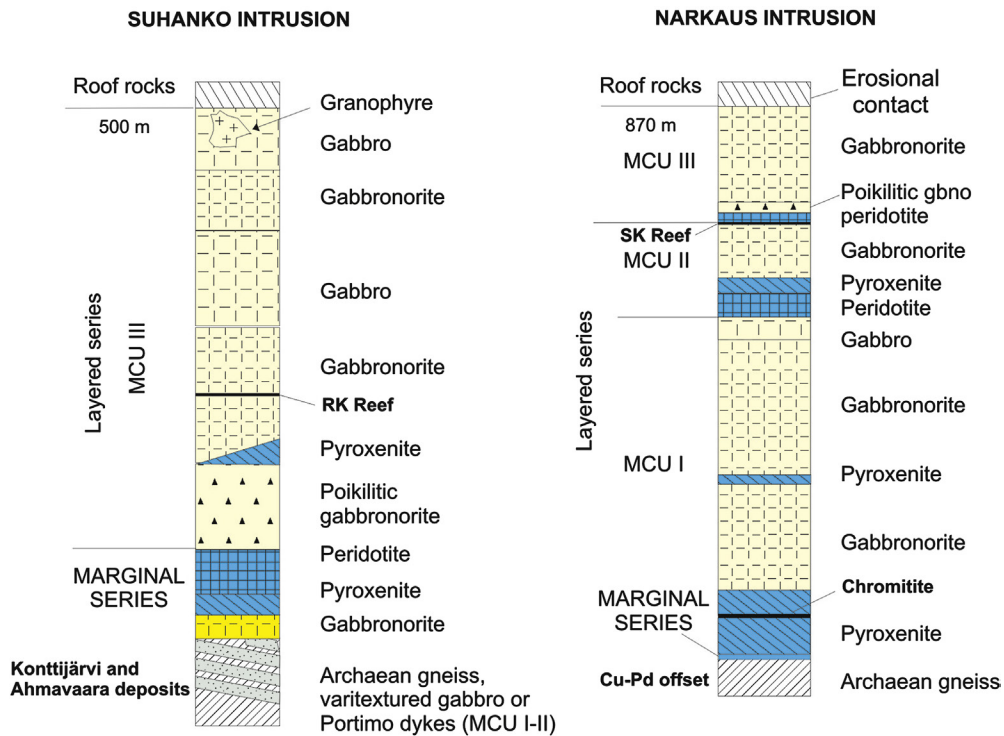 SUHANKO INTRUSION
Roof rocks
500 m
Granophyre
Gabbro
Gabbronorite
Gabbro
Gabbronorite
RK Reef
Pyroxenite
Poikilitic
gabbronorite
Peridotite
Pyroxenite
Gabbronorite
Archaean gneiss,
varitextured gabbro or
Portimo dykes (MCU I-II)
Layered series
MCU III
MARGINAL
SERIES
Konttijärvi and
Ahmavaara deposits
NARKAUS INTRUSION
Roof rocks
870 m
MCU III
SK Reef
MCU II
Layered series
MCU I
MARGINAL
SERIES
Cu-Pd offset
Erosional
contact
Gabbronorite
Poikilitic gbno
peridotite
Gabbronorite
Pyroxenite
Peridotite
Gabbro
Gabbronorite
Pyroxenite
Gabbronorite
Chromitite
Pyroxenite
Archaean gneiss